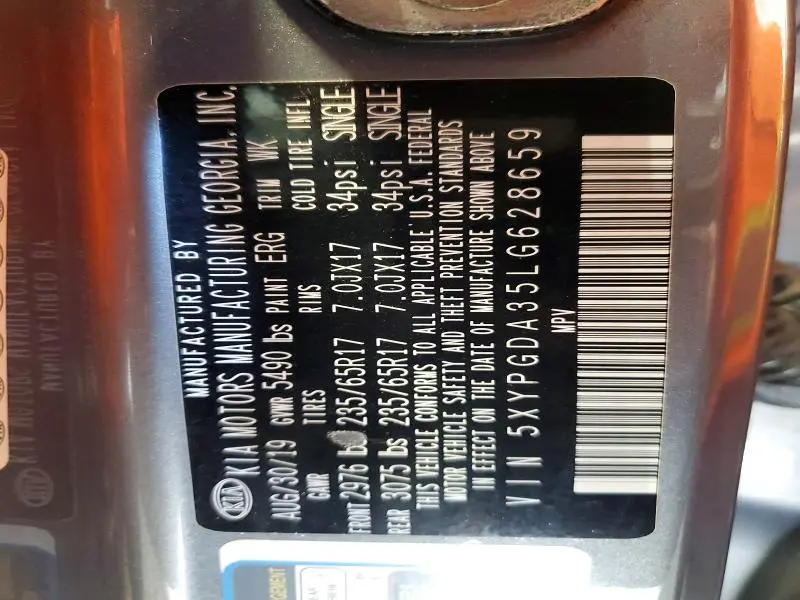 MANUFACTURED BY
KIA KIA MOTORS MANUFACTURING GEORGIA, INC.
AUG/30/19 GVWR 5490 lbs PAINT ERG TRIM WK
GAWR TIRES RIMS COLD TIRE INFL
FRONT 2976 lbs 235/65R17 7.0JX17 34psi SINGLE
REAR 3075 lbs 235/65R17 7.0JX17 34psi SINGLE
THIS VEHICLE CONFORMS TO ALL APPLICABLE U.S.A. FEDERAL
MOTOR VEHICLE SAFETY AND THEFT PREVENTION STANDARDS
IN EFFECT ON THE DATE OF MANUFACTURE SHOWN ABOVE
VIN 5XYPGDA35LG628659
MPV